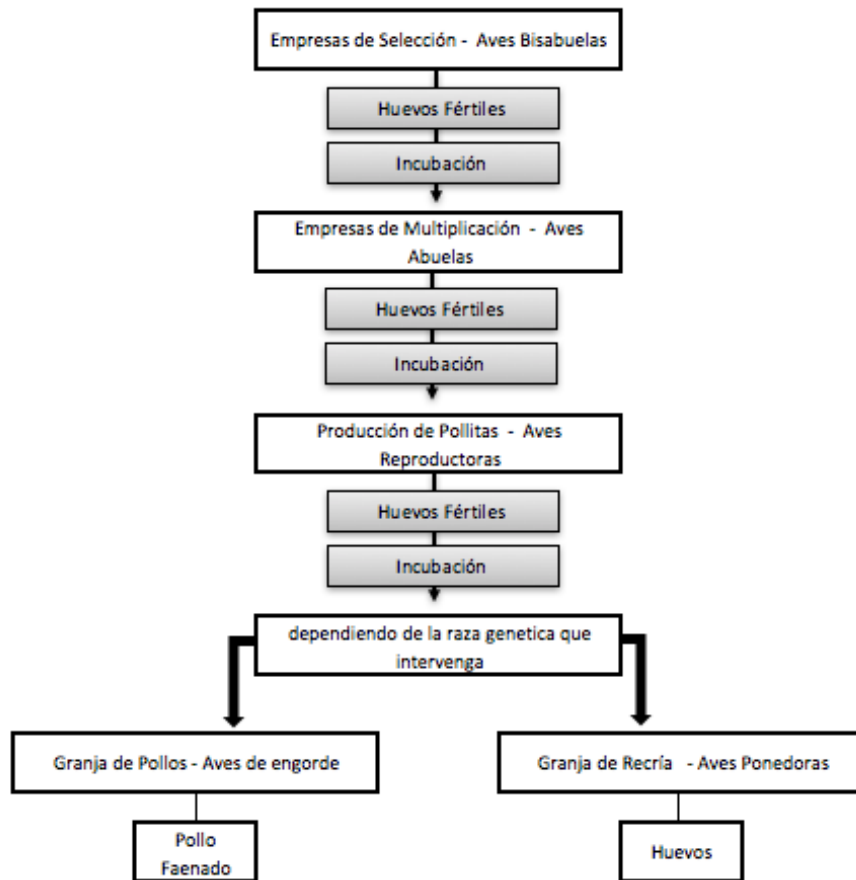 Empresas de Selección - Aves Bisabuelas
Huevos Fértiles
Incubación
Empresas de Multiplicación - Aves
Abuelas
Huevos Fértiles
Incubación
Producción de Pollitas - Aves
Reproductoras
Huevos Fértiles
Incubación
dependiendo de la raza genetica que
intervenga
Granja de Pollos - Aves de engorde
Granja de Recría - Aves Ponedoras
Pollo
Faenado
Huevos